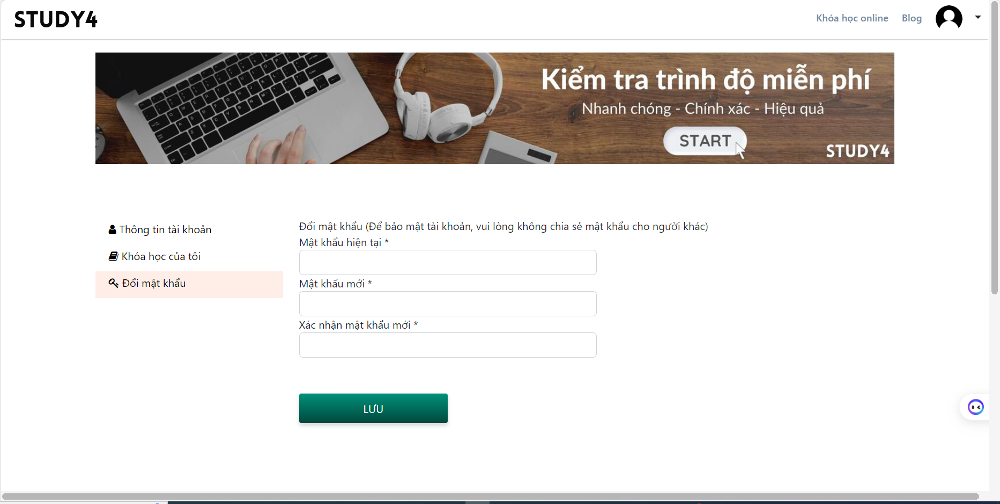 STUDY4
Khóa học online
Blog
Kiểm tra trình độ miễn phí
Nhanh chóng - Chính xác - Hiệu quả
START
STUDY4
Thông tin tài khoản
Khóa học của tôi
Đổi mật khẩu
Đổi mật khẩu (Để bảo mật tài khoản, vui lòng không chia sẻ mật khẩu cho người khác)
Mật khẩu hiện tại *
Mật khẩu mới *
Xác nhận mật khẩu mới *
LƯU